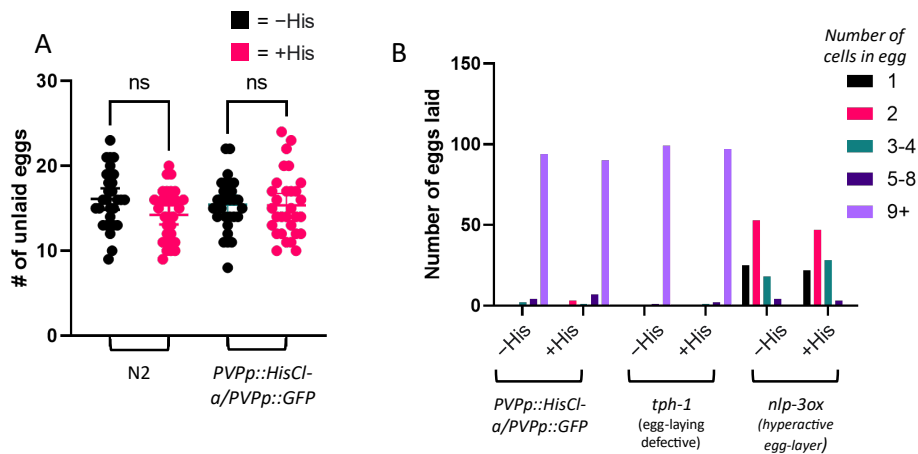 A
= −His
= +His
ns
ns
30
20
10
0
# of unlaid eggs
N2
PVPp::HisCl-
α/PVPp::GFP
B
Number of
cells in egg
1
2
3-4
5-8
9+
150
100
50
0
Number of eggs laid
−His
+His
−His
+His
−His
+His
PVPp::HisCl-
α/PVPp::GFP
tph-1
(egg-laying
defective)
nlp-3ox
(hyperactive
egg-layer)